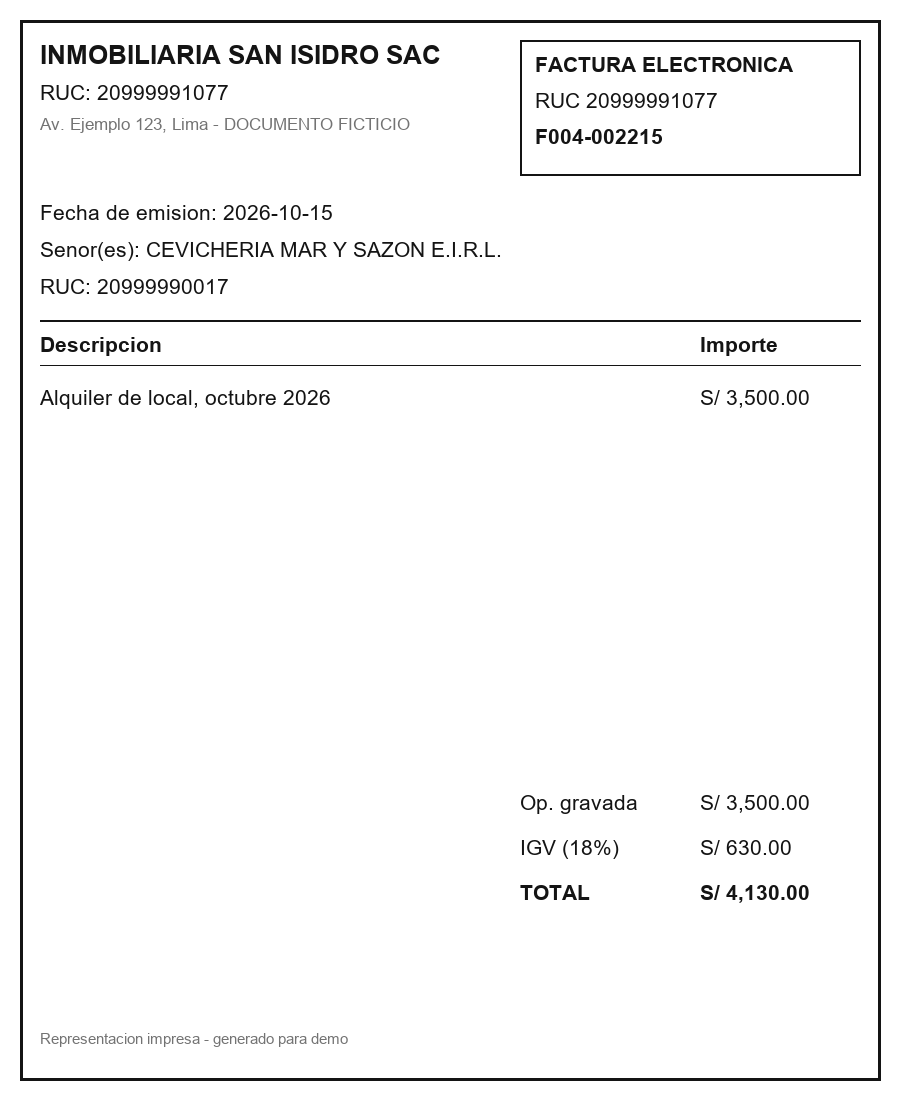 INMOBILIARIA SAN ISIDRO SAC
RUC: 20999991077
Av. Ejemplo 123, Lima - DOCUMENTO FICTICIO
FACTURA ELECTRONICA
RUC 20999991077
F004-002215
Fecha de emision: 2026-10-15
Senor(es): CEVICHERIA MAR Y SAZON E.I.R.L.
RUC: 20999990017
Descripcion Importe
Alquiler de local, octubre 2026 S/ 3,500.00
Op. gravada S/ 3,500.00
IGV (18%) S/ 630.00
TOTAL S/ 4,130.00
Representacion impresa - generado para demo